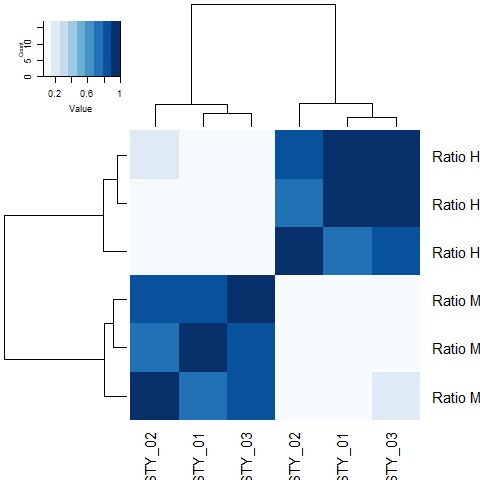 Count
0 5 10
0.2 0.6 1
Value
Ratio H
Ratio H
Ratio H
Ratio M
Ratio M
Ratio M
STY_02 STY_01 STY_03 STY_02 STY_01 STY_03